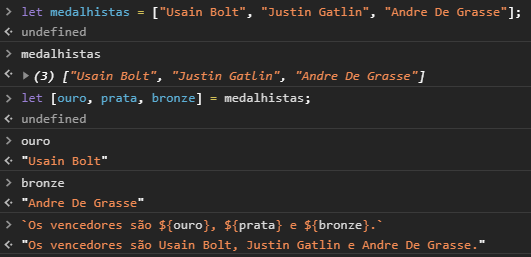 let medalhistas = ["Usain Bolt", "Justin Gatlin", "Andre De Grasse"];
undefined
medalhistas
(3) ["Usain Bolt", "Justin Gatlin", "Andre De Grasse"]
let [ouro, prata, bronze] = medalhistas;
undefined
ouro
"Usain Bolt"
bronze
"Andre De Grasse"
`Os vencedores são ${ouro}, ${prata} e ${bronze}.`
"Os vencedores são Usain Bolt, Justin Gatlin e Andre De Grasse."